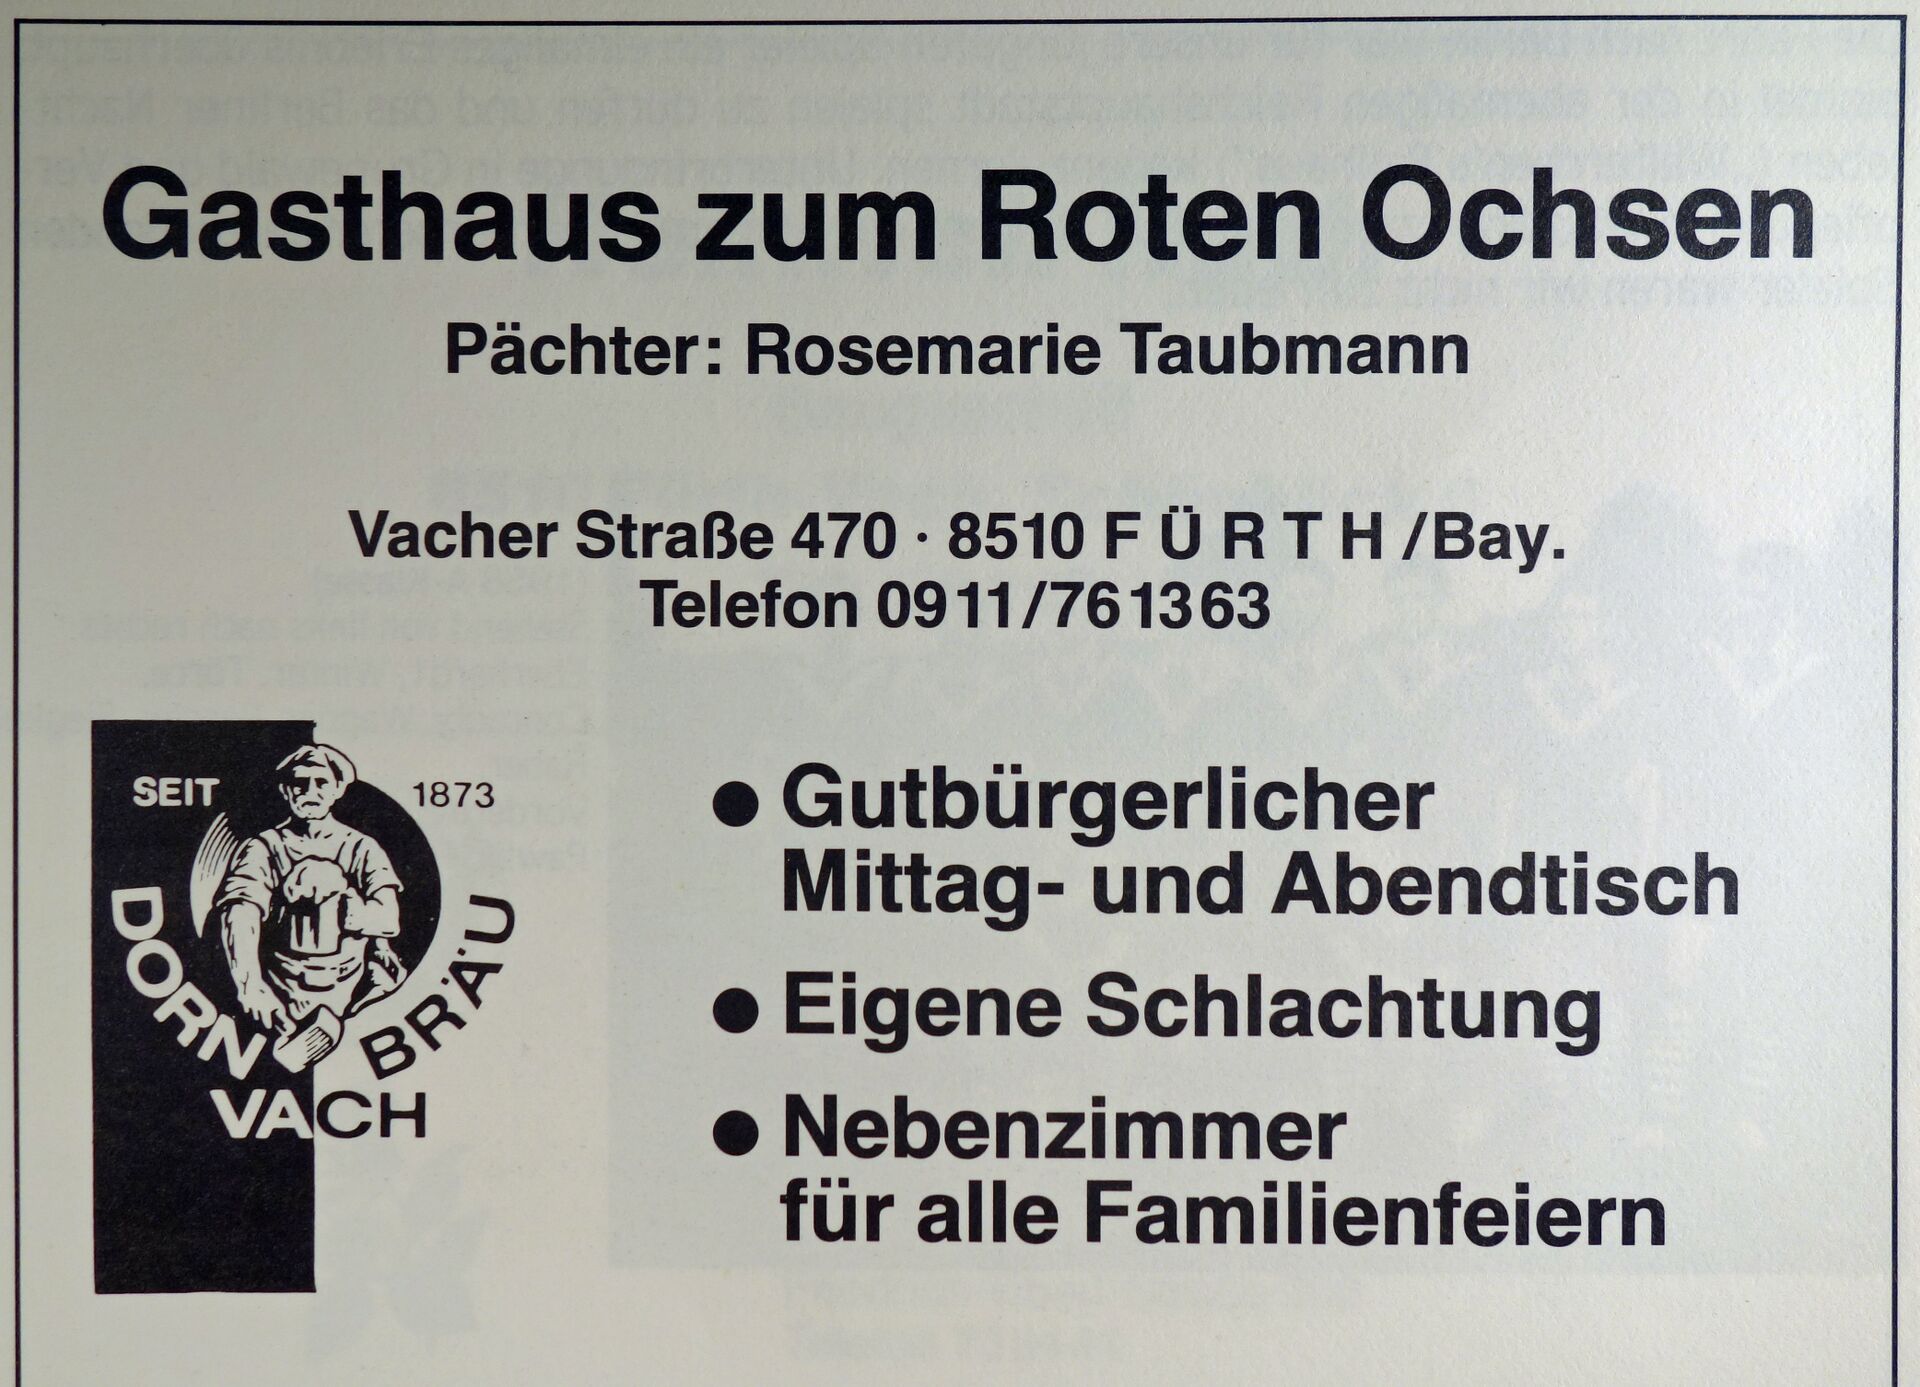 Gasthaus zum Roten Ochsen
Pächter: Rosemarie Taubmann
Vacher Straße 470 · 8510 FÜRTH/Bay.
Telefon 0911/761363
SEIT 1873
DORN BRÄU
VACH
● Gutbürgerlicher
Mittag- und Abendtisch
● Eigene Schlachtung
● Nebenzimmer
für alle Familienfeiern